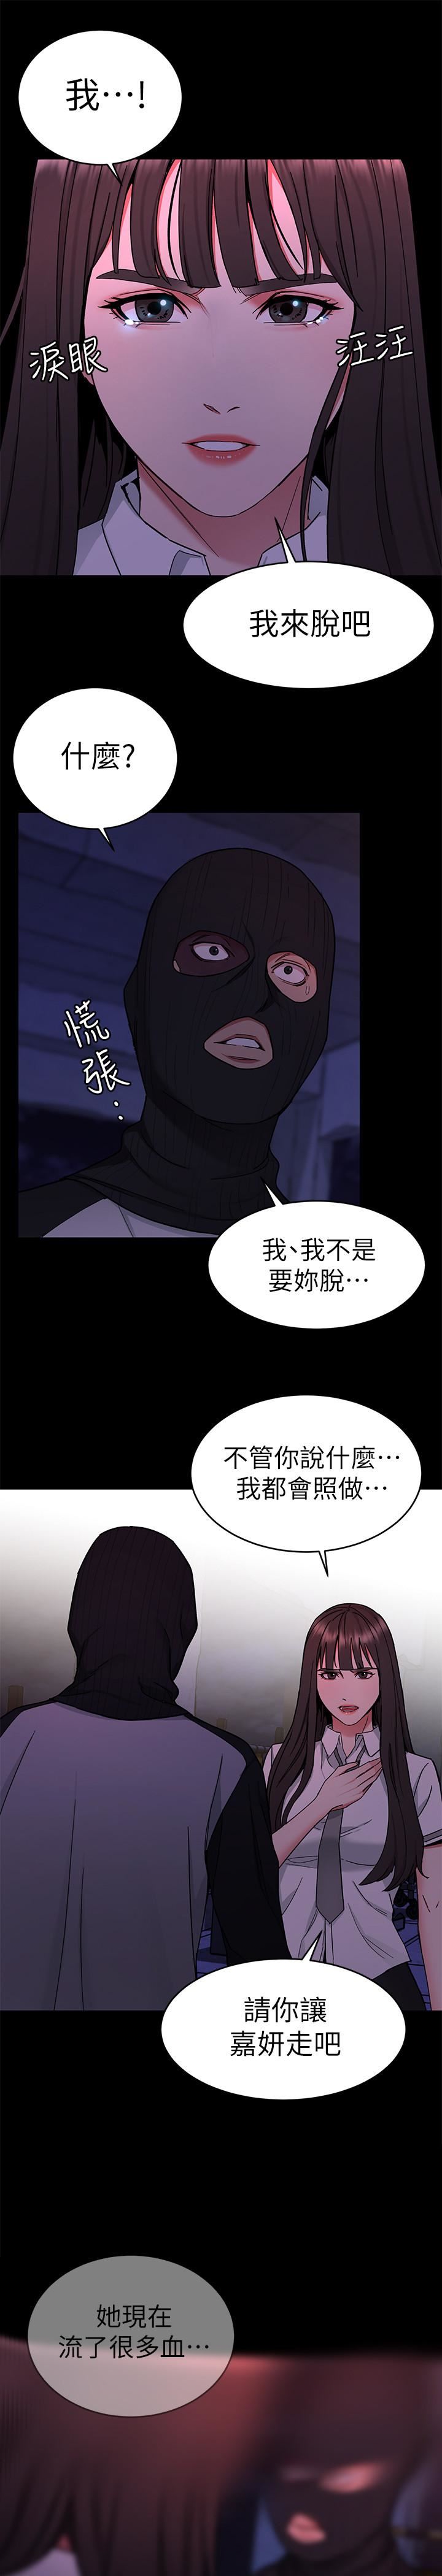 我⋯!
淚眼
汪汪
我來脫吧
什麼?
慌張⋯
我、我不是
要妳脫⋯
不管你說什麼⋯
我都會照做⋯
請你讓
嘉妍走吧
她現在
流了很多血⋯